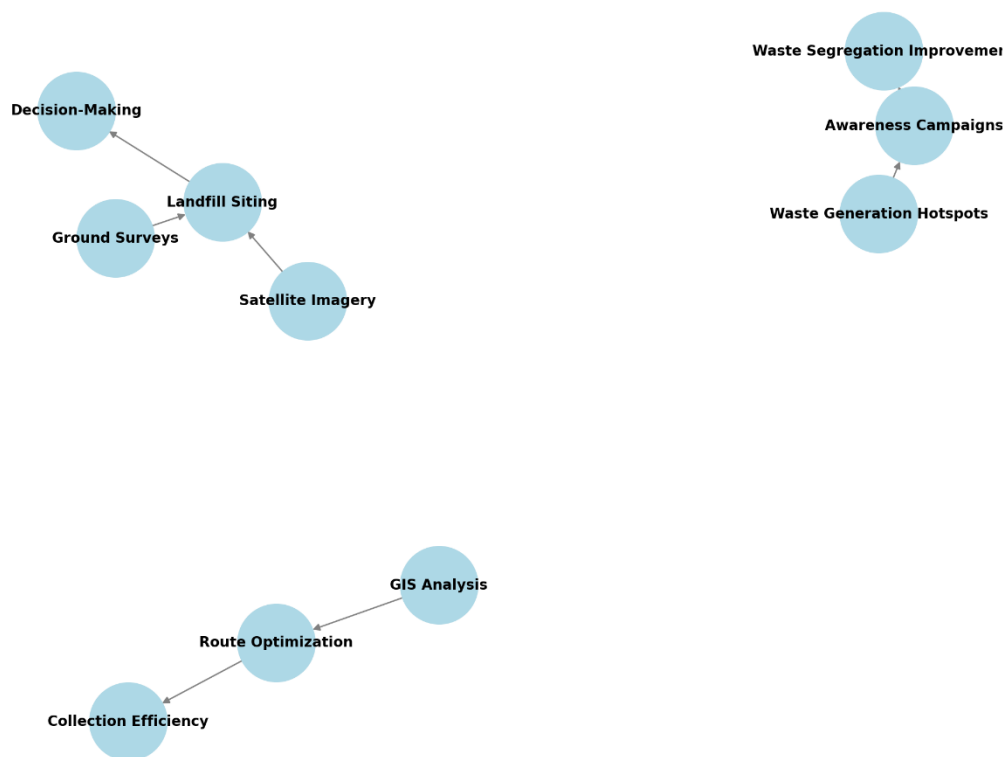 Waste Segregation Improvemen
Decision-Making
Awareness Campaigns
Landfill Siting
Waste Generation Hotspots
Ground Surveys
Satellite Imagery
GIS Analysis
Route Optimization
Collection Efficiency